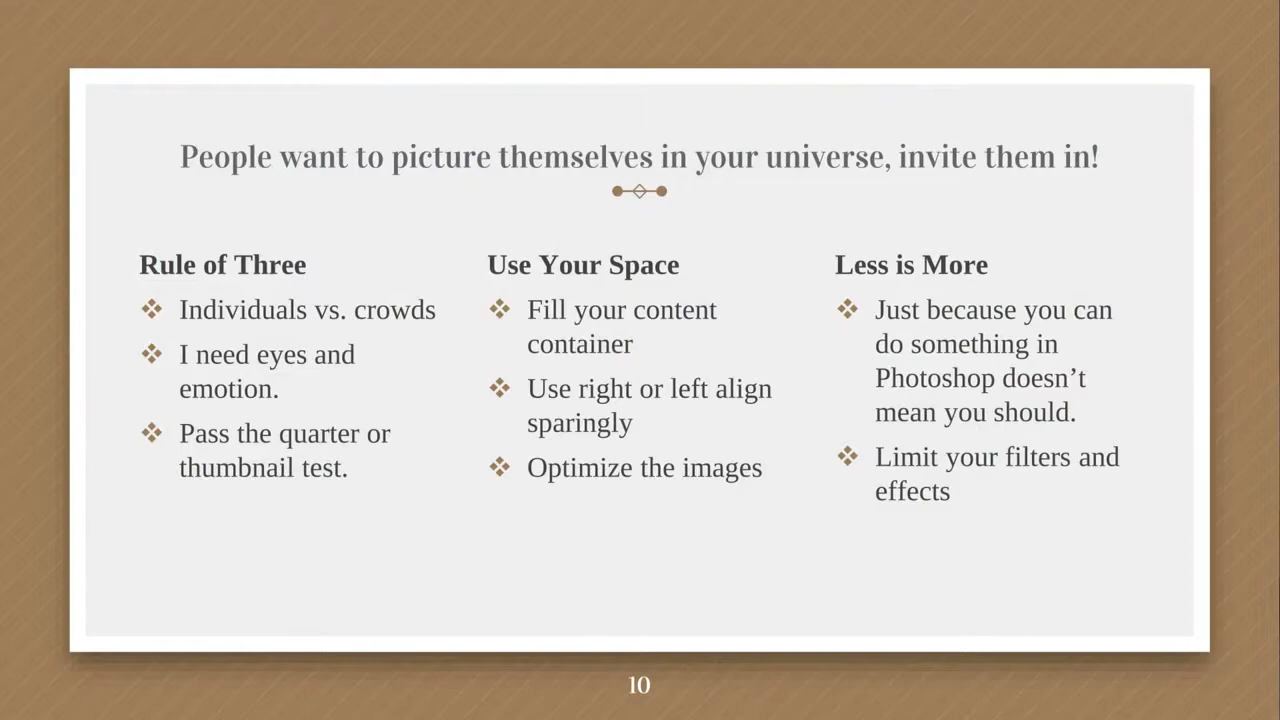 People want to picture themselves in your universe, invite them in!
Rule of Three
Individuals vs. crowds
I need eyes and
emotion.
Pass the quarter or
thumbnail test.
Use Your Space
Fill your content
container
Use right or left align
sparingly
Optimize the images
Less is More
Just because you can
do something in
Photoshop doesn’t
mean you should.
Limit your filters and
effects
10